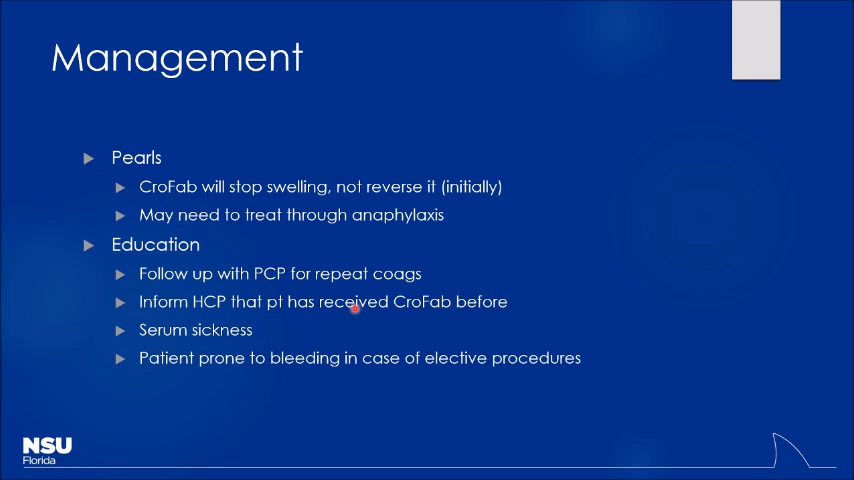 Management
Pearls
CroFab will stop swelling, not reverse it (initially)
May need to treat through anaphylaxis
Education
Follow up with PCP for repeat coags
Inform HCP that pt has received CroFab before
Serum sickness
Patient prone to bleeding in case of elective procedures
NSU
Florida